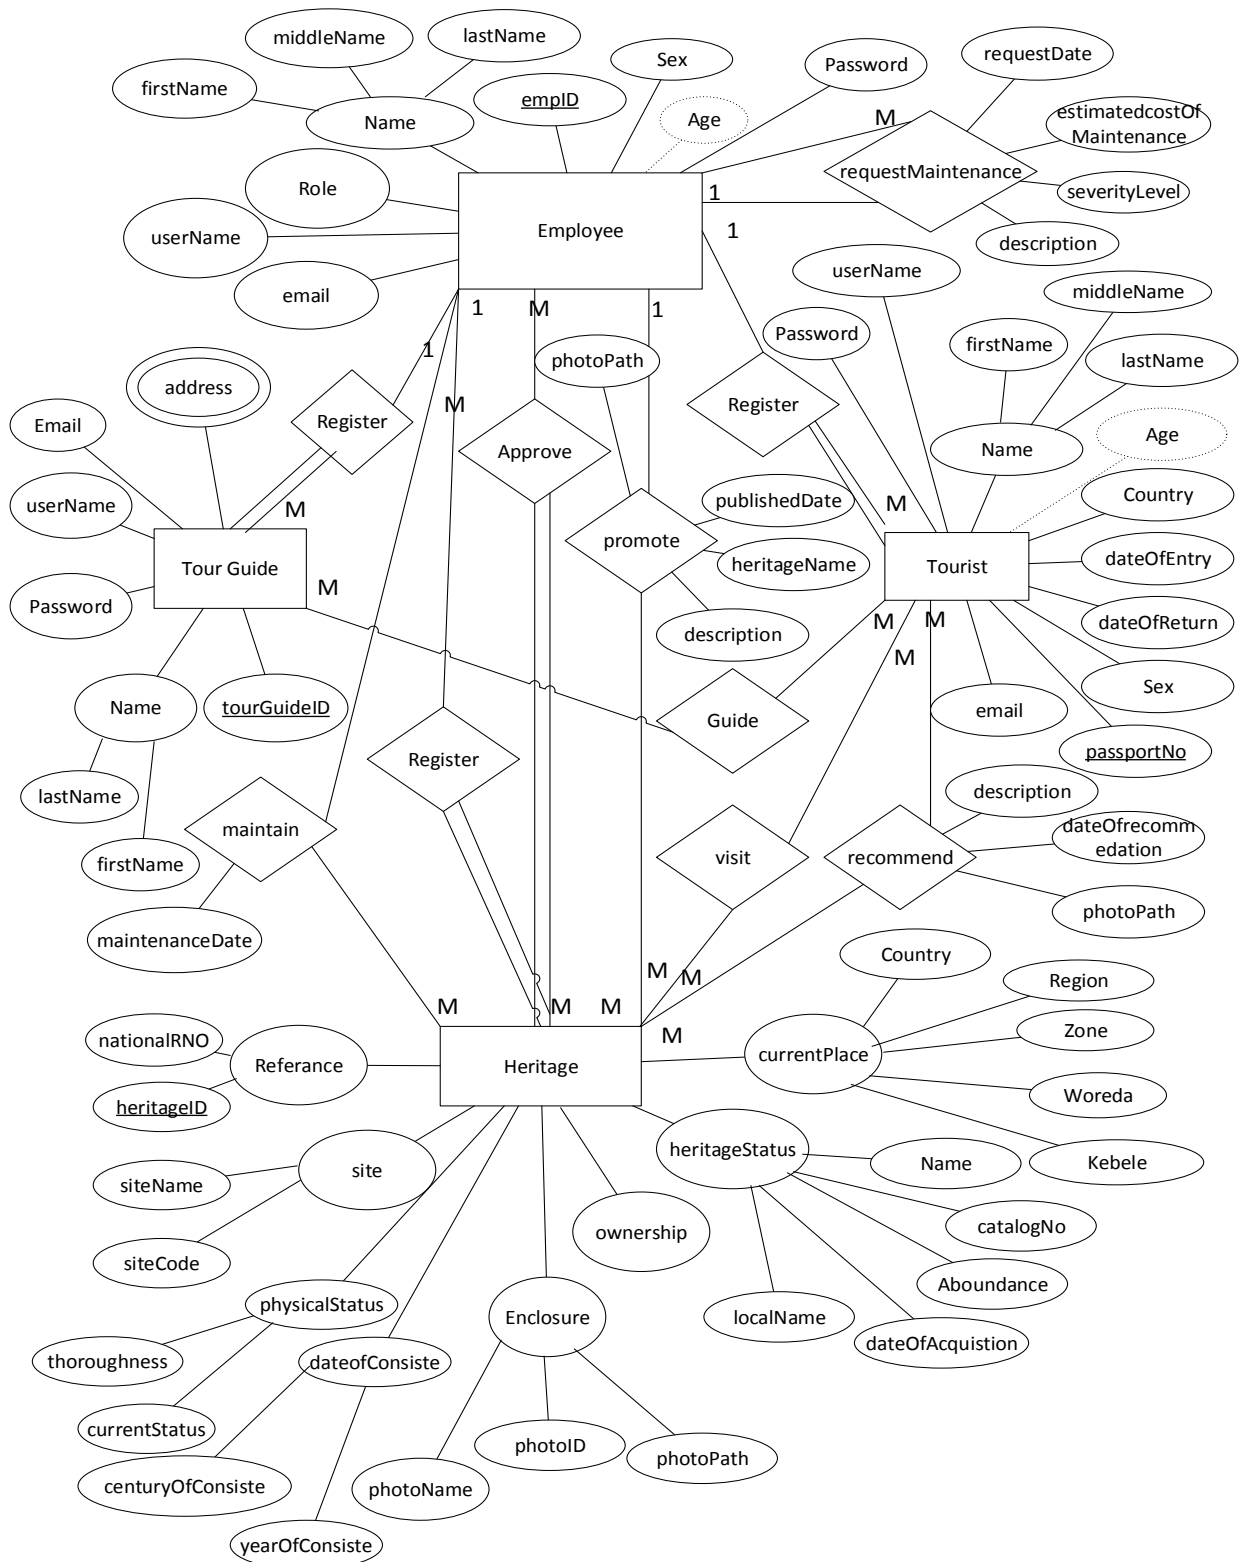 middleName
lastName
firstName
Name
empID
Sex
Age
Password
requestDate
estimatedcostOf
Maintenance
M
requestMaintenance
severityLevel
description
Role
userName
email
Employee
1
1
userName
middleName
firstName
lastName
Name
Age
Password
1
M
1
1
photoPath
address
Email
Register
M
Approve
Register
userName
M
publishedDate
M
Country
promote
heritageName
Tourist
dateOfEntry
Tour Guide
M
Password
description
M
M
M
dateOfReturn
Sex
Name
tourGuideID
Guide
email
passportNo
Register
lastName
description
maintain
firstName
visit
recommend
dateOfrecomm
edation
photoPath
maintenanceDate
Country
M
M
M
M
M
M
Region
Zone
nationalRNO
Referance
heritageID
Heritage
currentPlace
Woreda
Kebele
site
siteName
siteCode
heritageStatus
Name
catalogNo
Aboundance
dateOfAcquistion
localName
ownership
physicalStatus
thoroughness
currentStatus
dateofConsiste
centuryOfConsiste
yearOfConsiste
Enclosure
photoName
photoID
photoPath